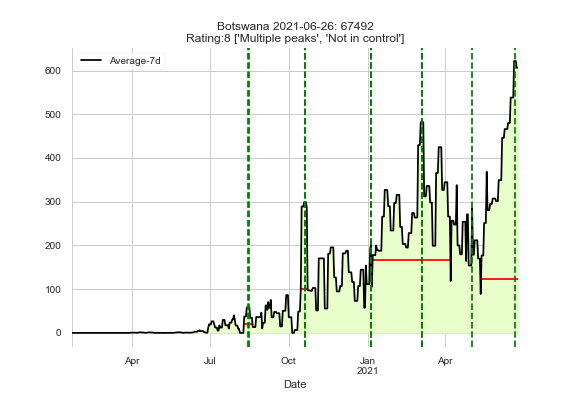 Botswana 2021-06-26: 67492
Rating:8 ['Multiple peaks', 'Not in control']
Average-7d
600
500
400
300
200
100
0
Apr
Jul
Oct
Jan
2021
Apr
Date